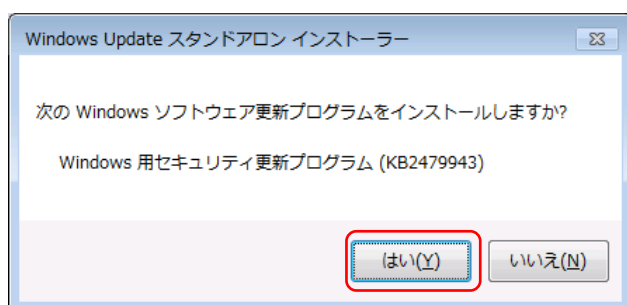 Windows Update スタンドアロン インストーラー
次の Windows ソフトウェア更新プログラムをインストールしますか?
Windows 用セキュリティ更新プログラム (KB2479943)
はい(Y) いいえ(N)